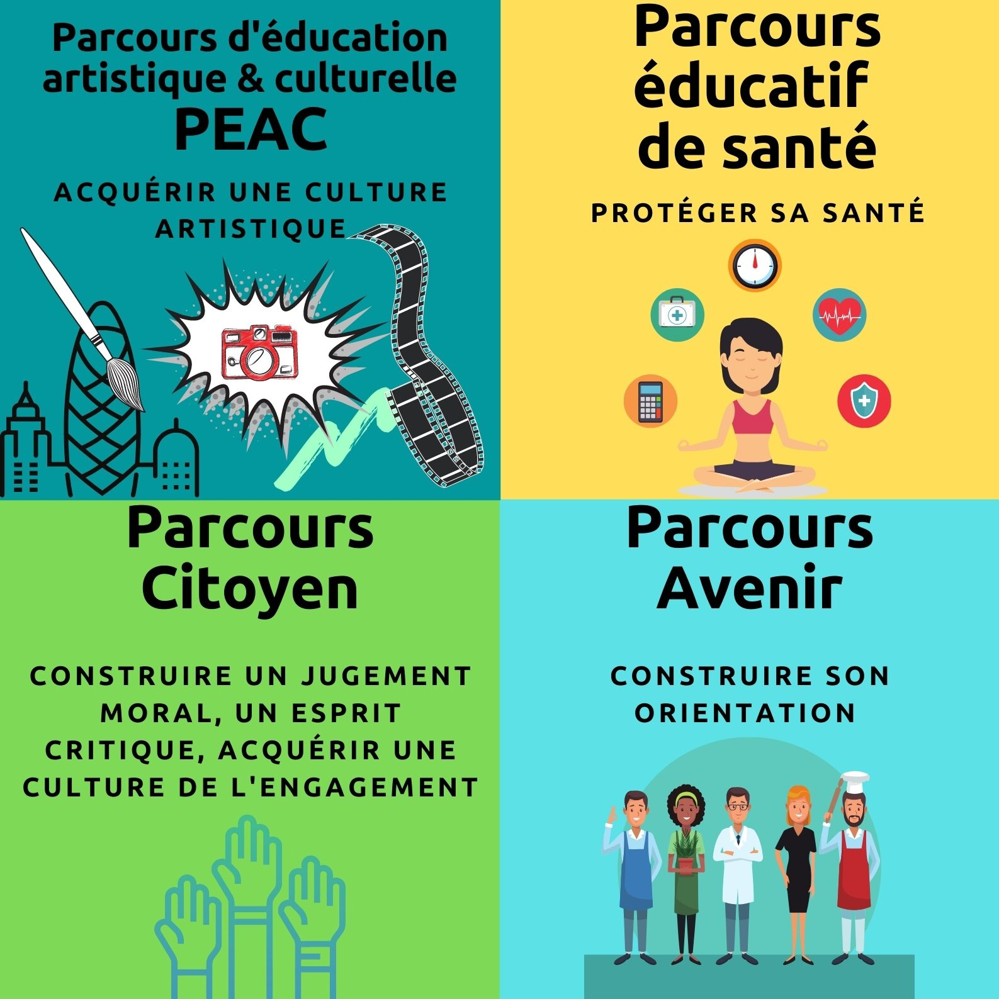 Parcours d'éducation
artistique & culturelle
PEAC
ACQUÉRIR UNE CULTURE
ARTISTIQUE
Parcours
éducatif
de santé
PROTÉGER SA SANTÉ
Parcours
Citoyen
CONSTRUIRE UN JUGEMENT
MORAL, UN ESPRIT
CRITIQUE, ACQUÉRIR UNE
CULTURE DE L'ENGAGEMENT
Parcours
Avenir
CONSTRUIRE SON
ORIENTATION